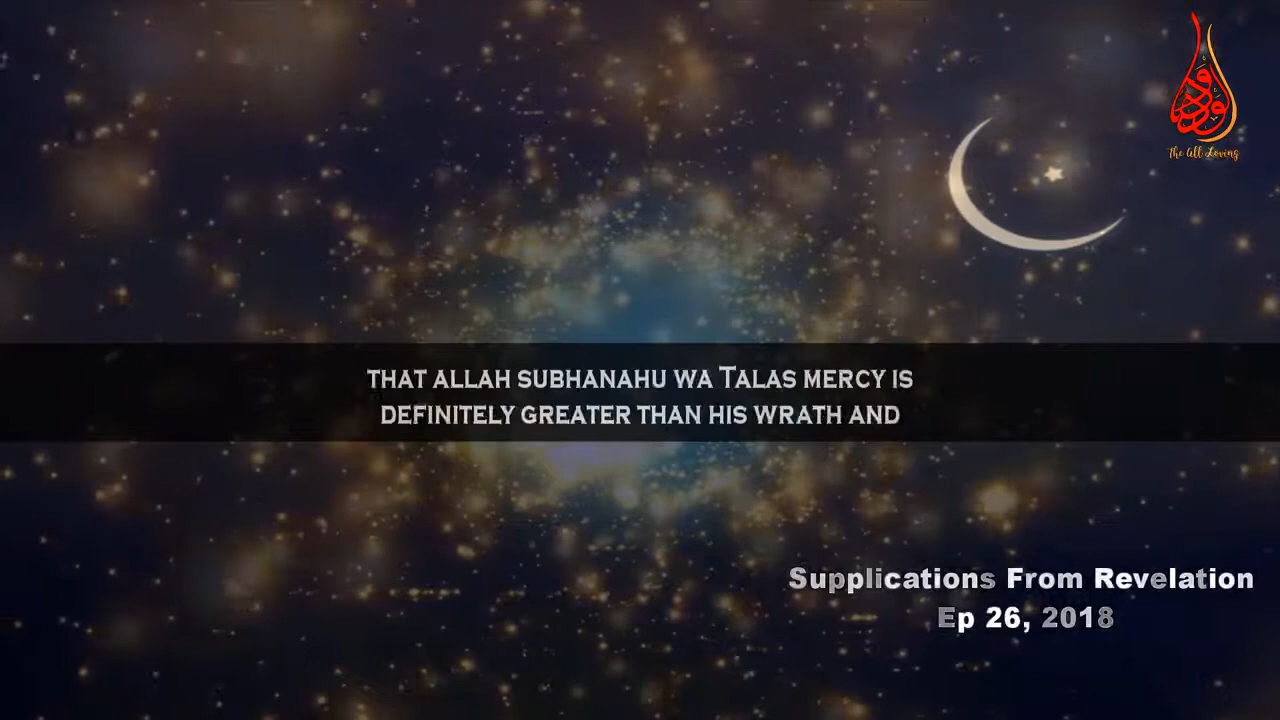 الودود
The All Loving
THAT ALLAH SUBHANAHU WA TALAS MERCY IS
DEFINITELY GREATER THAN HIS WRATH AND
Supplications From Revelation
Ep 26, 2018